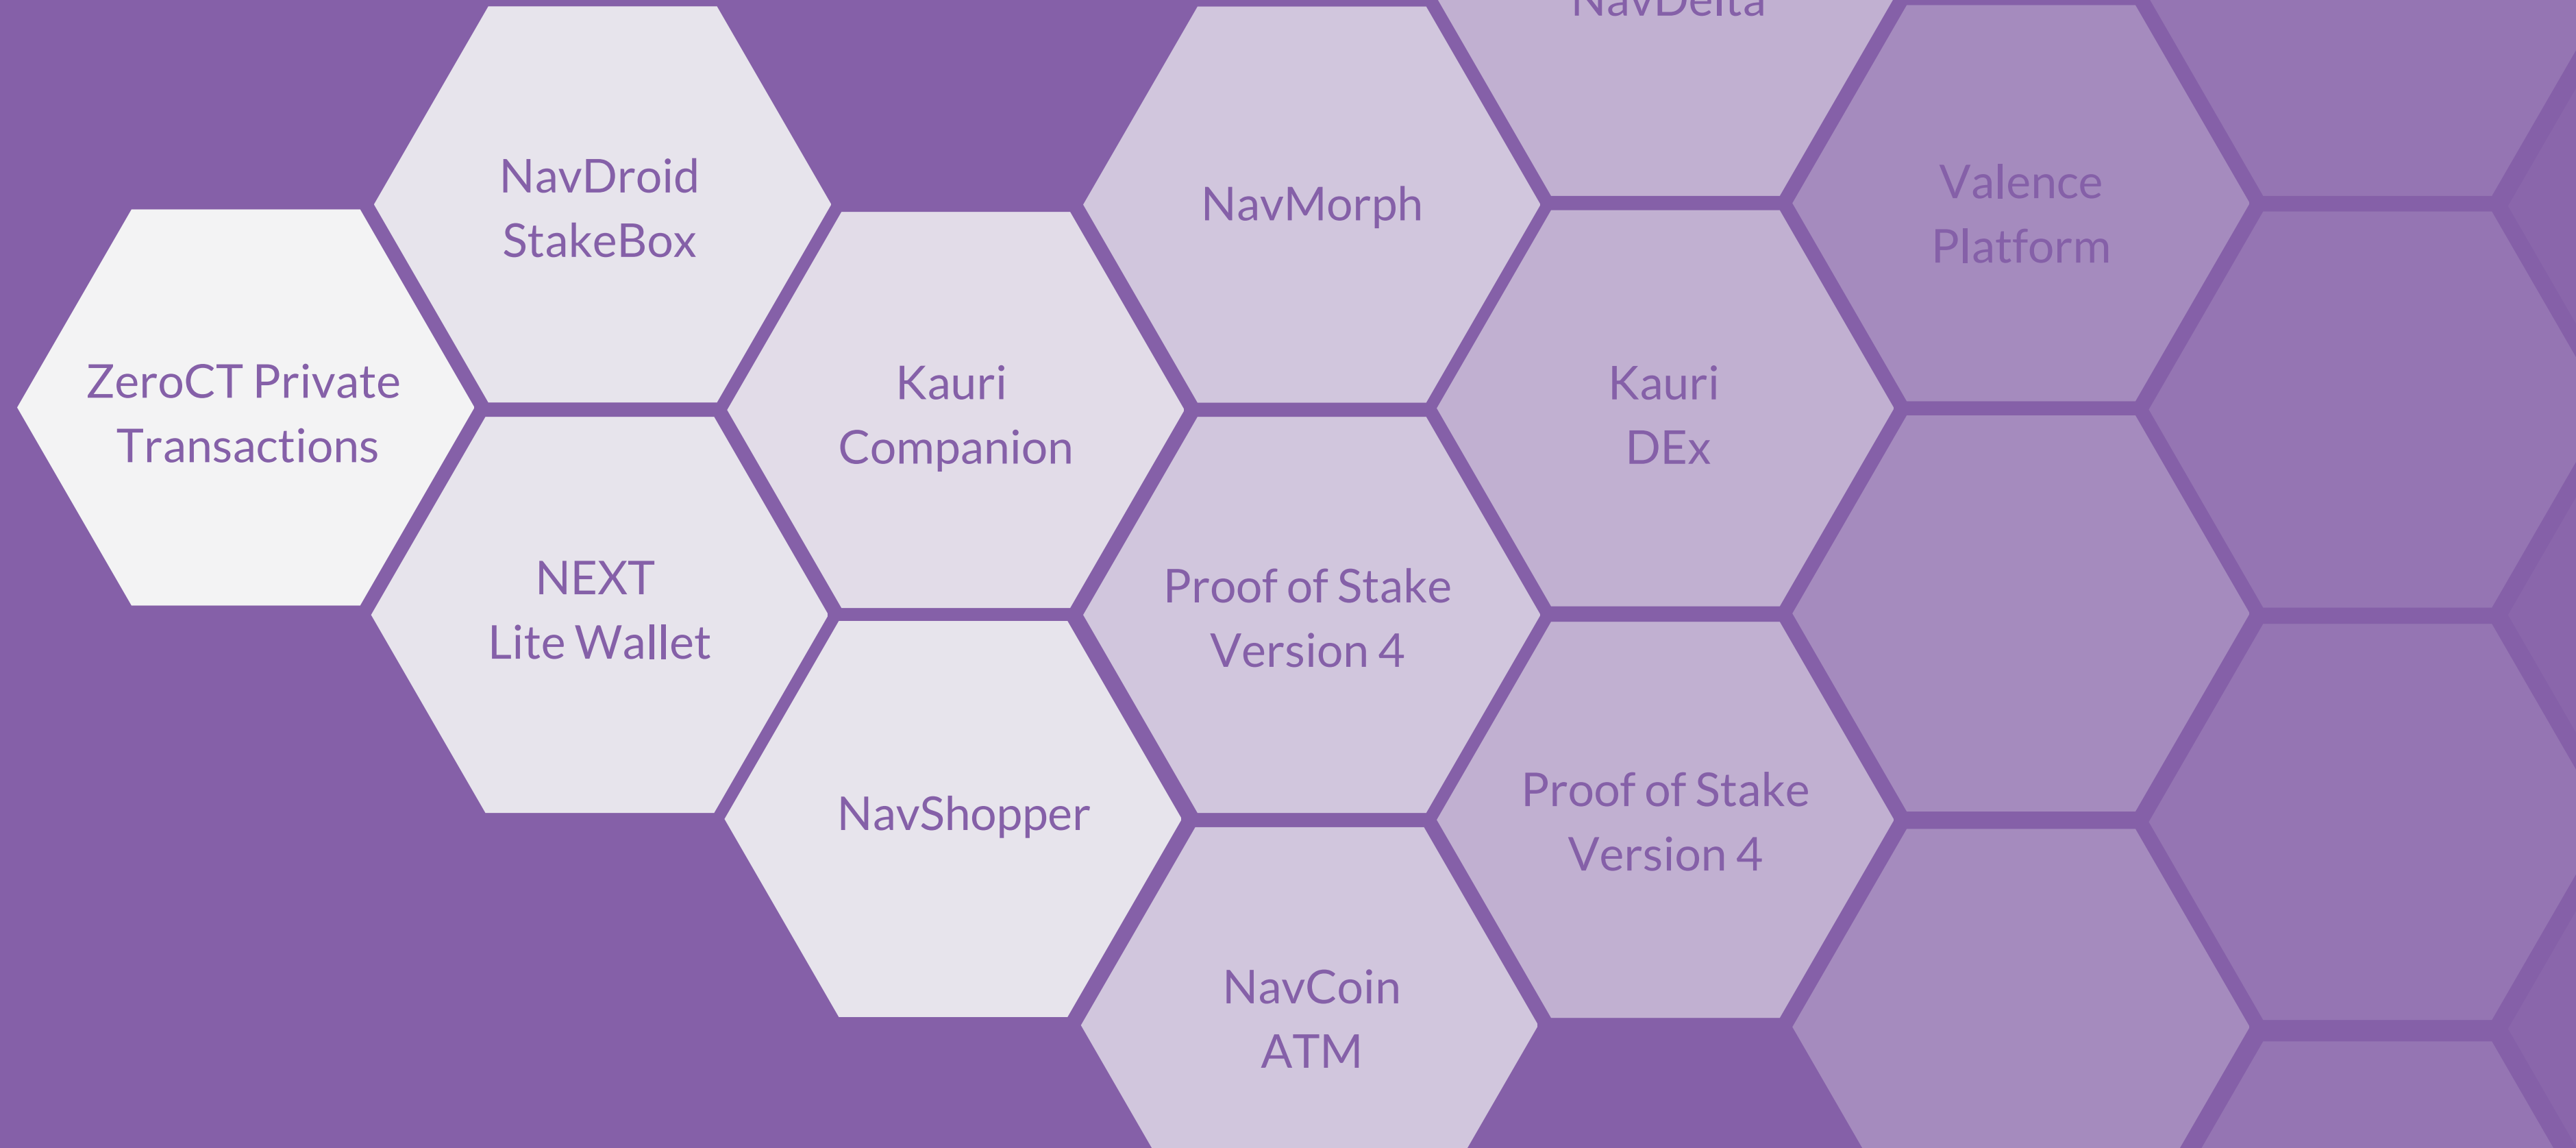 ZeroCT Private
Transactions
NavDroid
StakeBox
NEXT
Lite Wallet
Kauri
Companion
NavShopper
NavMorph
Proof of Stake
Version 4
NavCoin
ATM
NavDelta
Kauri
DEx
Proof of Stake
Version 4
Valence
Platform